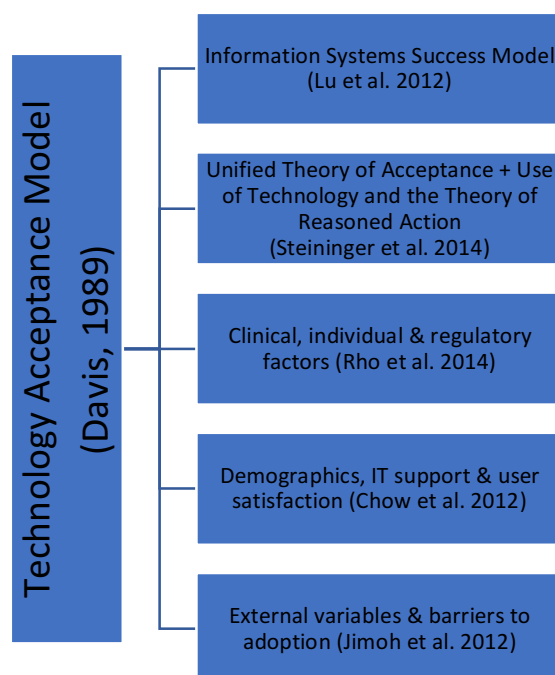 Technology Acceptance Model
(Davis, 1989)
Information Systems Success Model
(Lu et al. 2012)
Unified Theory of Acceptance + Use
of Technology and the Theory of
Reasoned Action
(Steininger et al. 2014)
Clinical, individual & regulatory
factors (Rho et al. 2014)
Demographics, IT support & user
satisfaction (Chow et al. 2012)
External variables & barriers to
adoption (Jimoh et al. 2012)